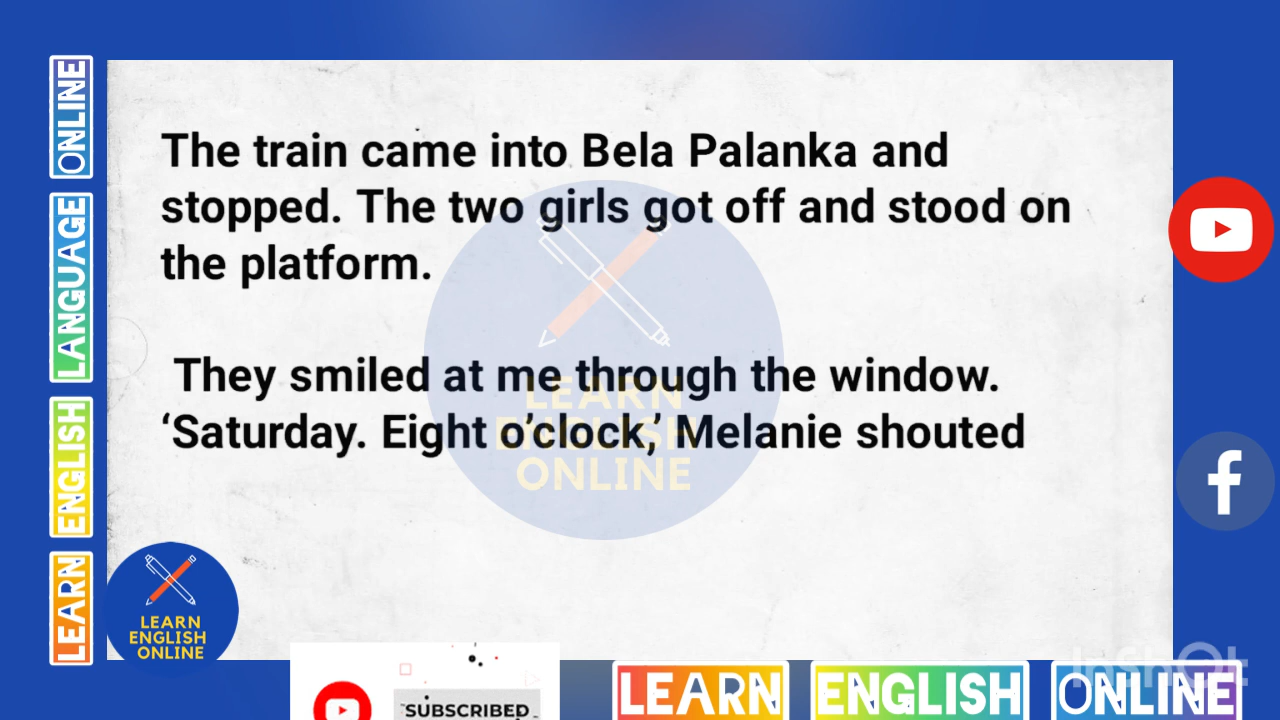 The train came into Bela Palanka and
stopped. The two girls got off and stood on
the platform.
They smiled at me through the window.
‘Saturday. Eight o’clock,’ Melanie shouted
LEARN
ENGLISH
ONLINE
LEARN ENGLISH LANGUAGE ONLINE
LEARN
ENGLISH
ONLINE
SUBSCRIBED
LEARN ENGLISH ONLINE
InShOt